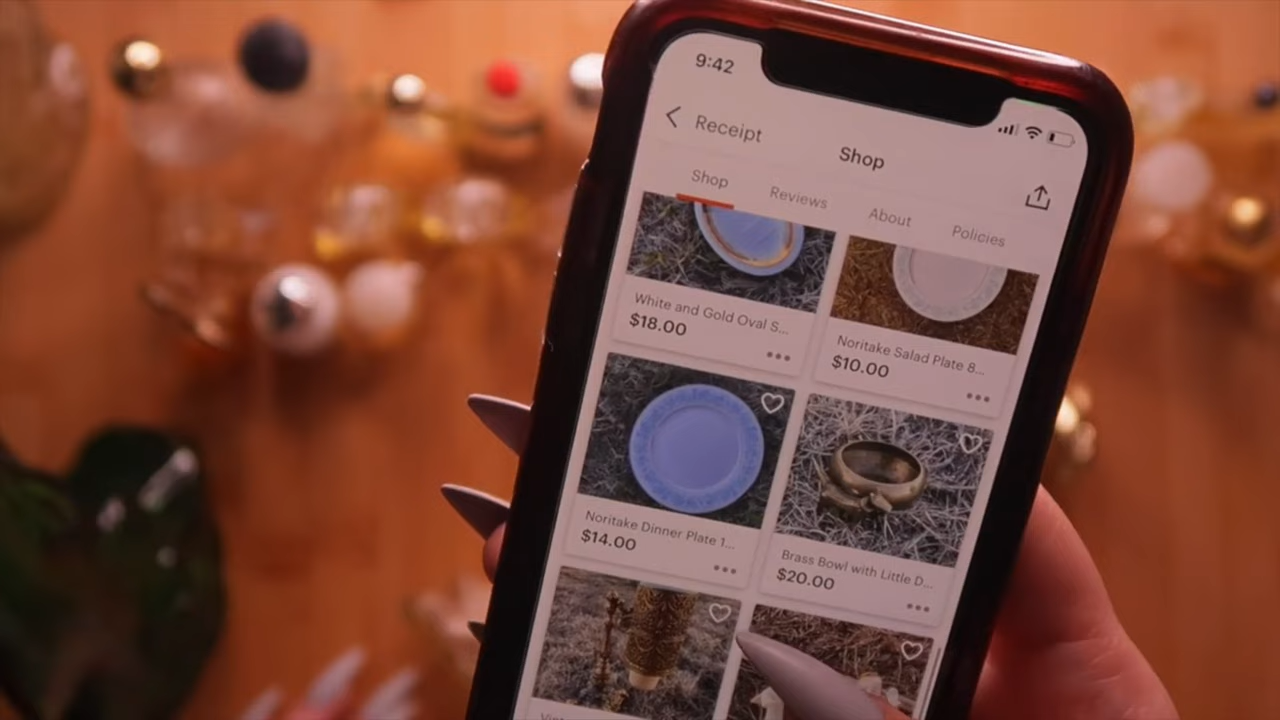 9:42
Receipt
Shop
Shop
Reviews
About
Policies
White and Gold Oval S...
$18.00
Noritake Salad Plate 8...
$10.00
Noritake Dinner Plate 1...
$14.00
Brass Bowl with Little D...
$20.00